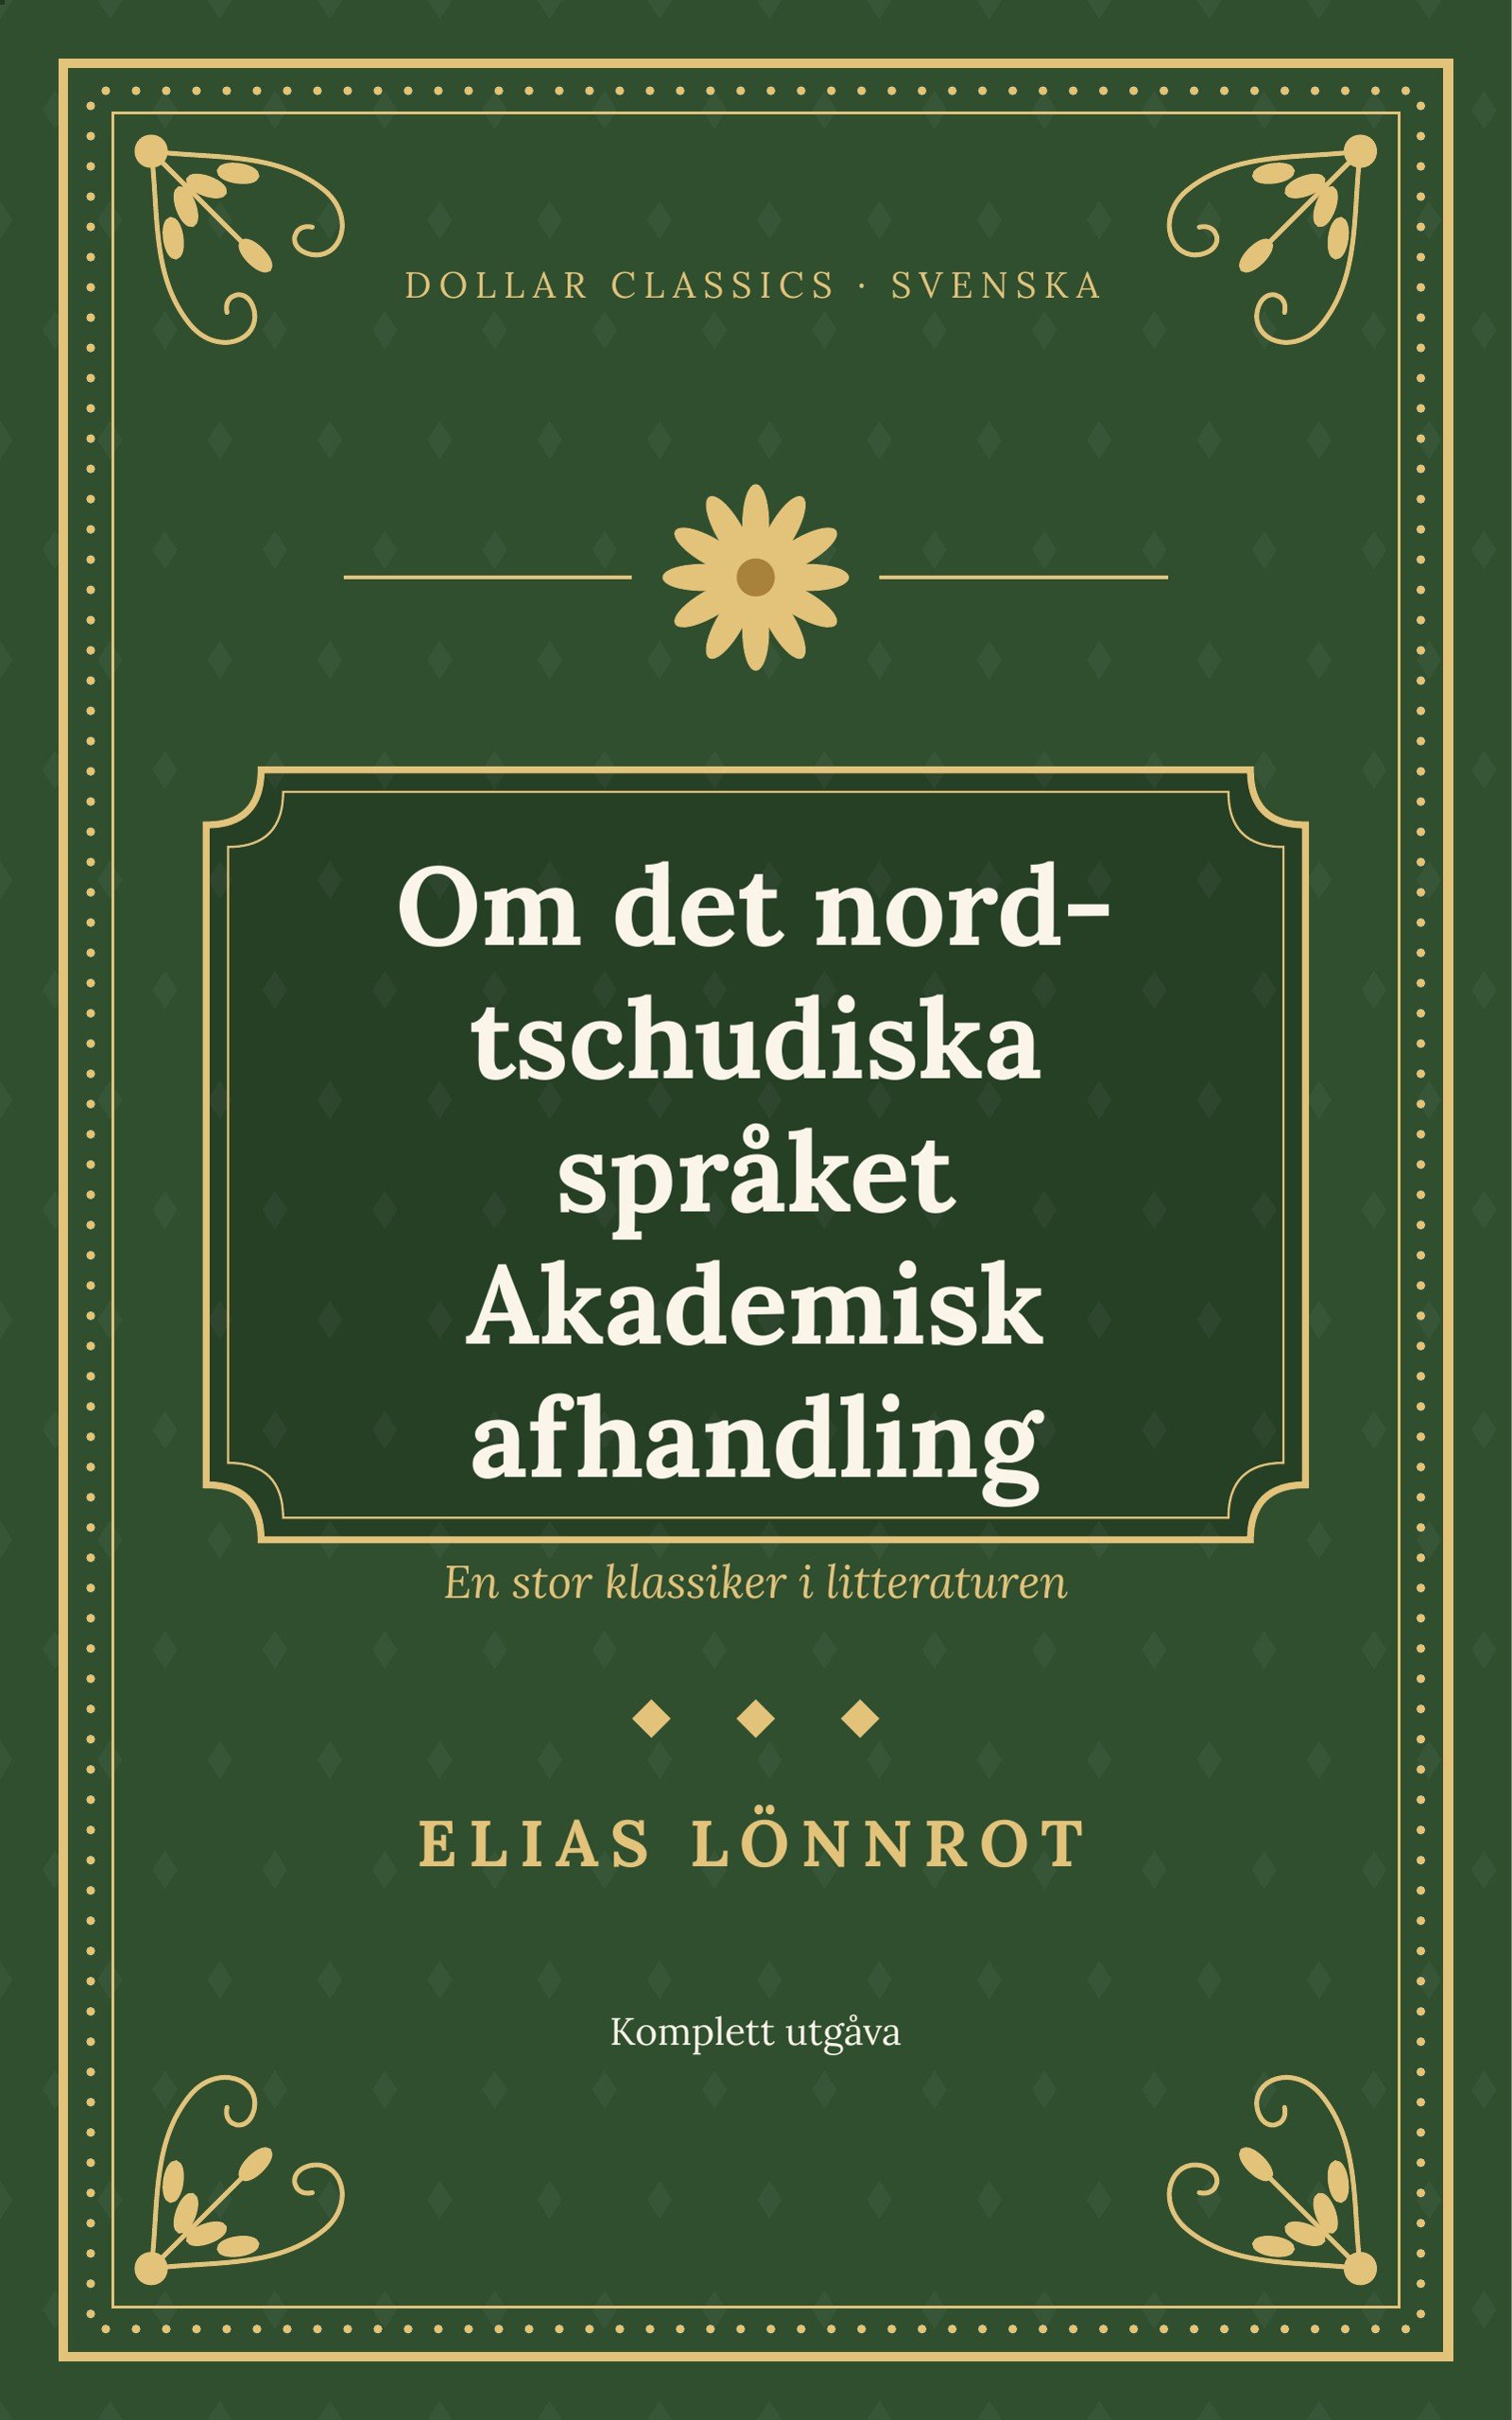 DOLLAR CLASSICS · SVENSKA
Om det nord-
tschudiska
språket
Akademisk
afhandling
En stor klassiker i litteraturen
ELIAS LÖNNROT
Komplett utgåva